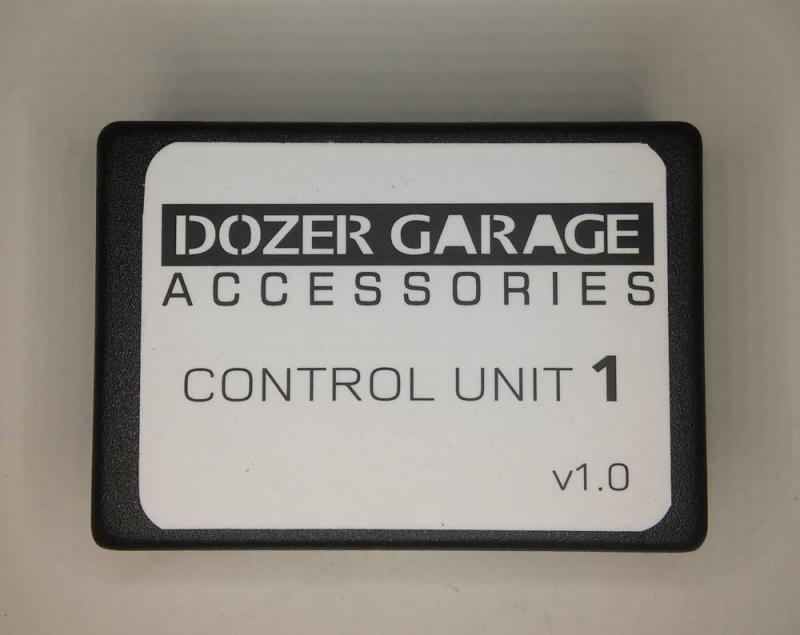 DOZER GARAGE
ACCESSORIES
CONTROL UNIT 1
v1.0